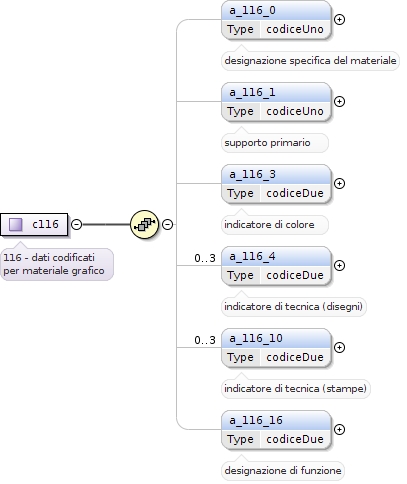 a_116_0
Type codiceUno
designazione specifica del materiale
a_116_1
Type codiceUno
supporto primario
a_116_3
Type codiceDue
indicatore di colore
c116
116 - dati codificati
per materiale grafico
0..3
a_116_4
Type codiceDue
indicatore di tecnica (disegni)
0..3
a_116_10
Type codiceDue
indicatore di tecnica (stampe)
a_116_16
Type codiceDue
designazione di funzione